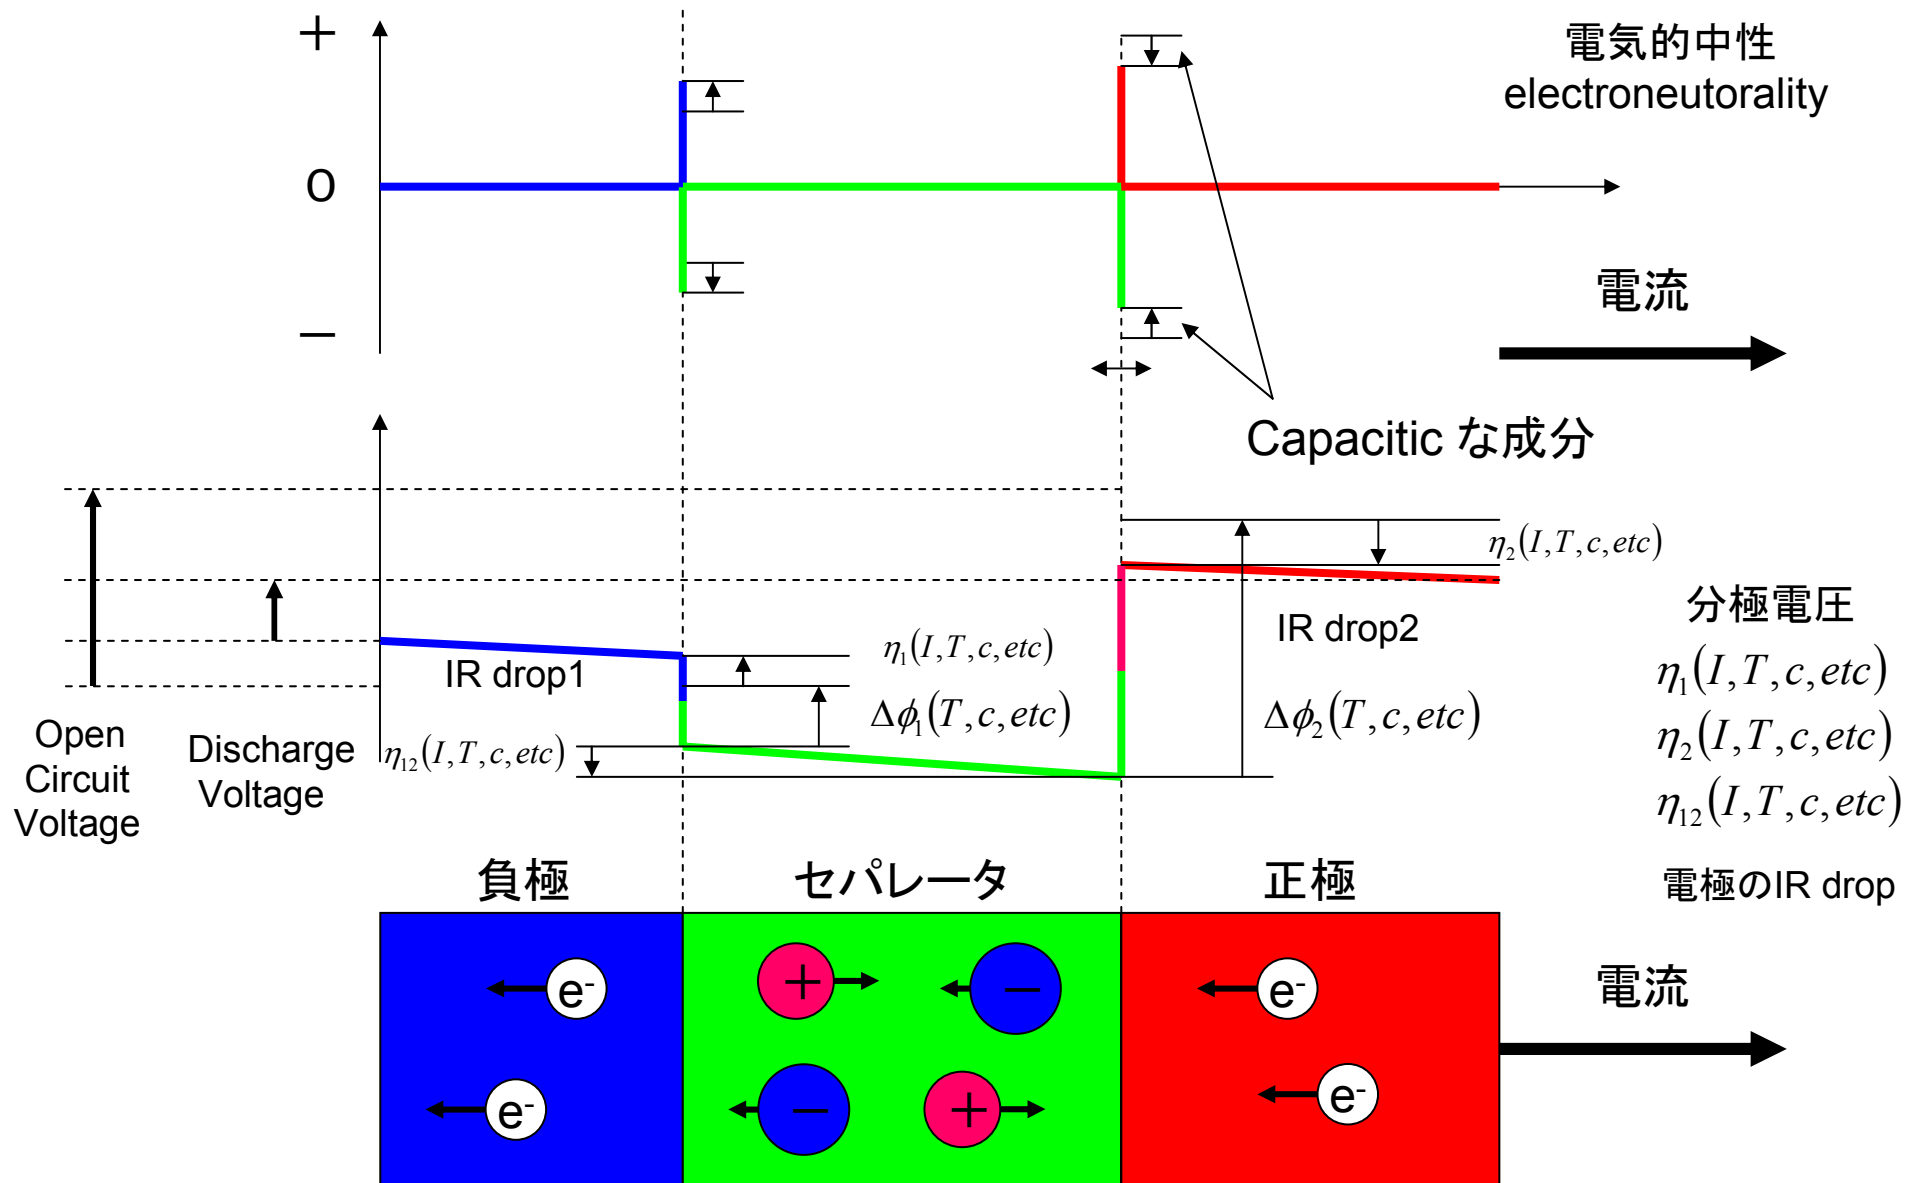 +
電気的中性
electroneutorality
0
−
電流
Capacitic な成分
η₂(I,T,c,etc)
分極電圧
IR drop2
η₁(I,T,c,etc)
IR drop1
η₁(I,T,c,etc)
Δφ₁(T,c,etc)
Δφ₂(T,c,etc)
η₂(I,T,c,etc)
Open
Circuit
Voltage
Discharge
Voltage
η₁₂(I,T,c,etc)
η₁₂(I,T,c,etc)
負極
セパレータ
正極
電極のIR drop
e⁻
+
−
e⁻
電流
e⁻
−
+
e⁻